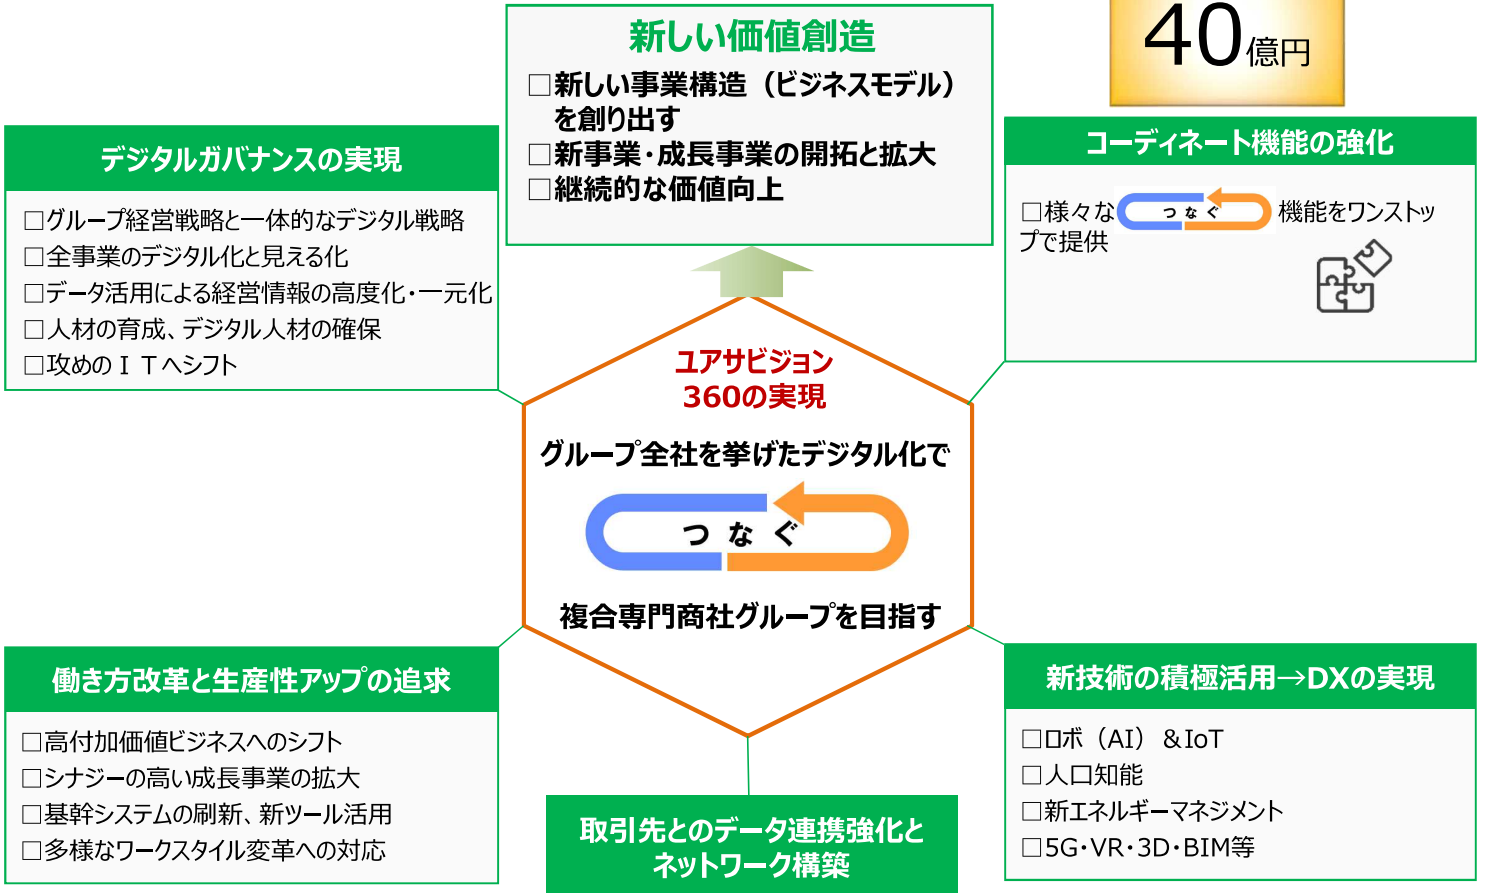 40億円
新しい価値創造
□新しい事業構造（ビジネスモデル）
を創り出す
□新事業・成長事業の開拓と拡大
□継続的な価値向上
デジタルガバナンスの実現
□グループ経営戦略と一体的なデジタル戦略
□全事業のデジタル化と見える化
□データ活用による経営情報の高度化・一元化
□人材の育成、デジタル人材の確保
□攻めのＩＴへシフト
コーディネート機能の強化
□様々な つなぐ 機能をワンストッ
プで提供
ユアサビジョン
360の実現
グループ全社を挙げたデジタル化で
つなぐ
複合専門商社グループを目指す
働き方改革と生産性アップの追求
□高付加価値ビジネスへのシフト
□シナジーの高い成長事業の拡大
□基幹システムの刷新、新ツール活用
□多様なワークスタイル変革への対応
新技術の積極活用→DXの実現
□ロボ（AI）＆IoT
□人口知能
□新エネルギーマネジメント
□5G・VR・3D・BIM等
取引先とのデータ連携強化と
ネットワーク構築